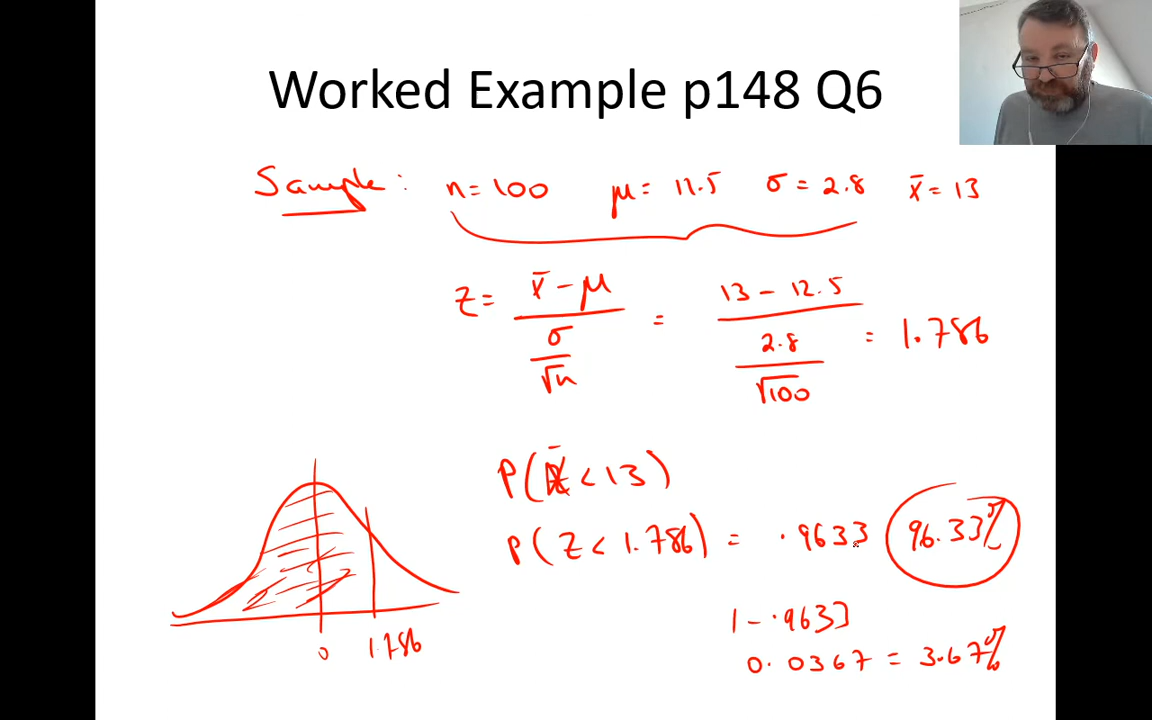 Worked Example p148 Q6
Sample: n = 100 μ = 12.5 σ = 2.8 x̄ = 13
z = (x̄ - μ) / (σ/√n) = (13 - 12.5) / (2.8/√100) = 1.786
P(x̄ < 13)
P(Z < 1.786) = .9633 96.33%
1 - .9633
0.0367 = 3.67%
0 1.786